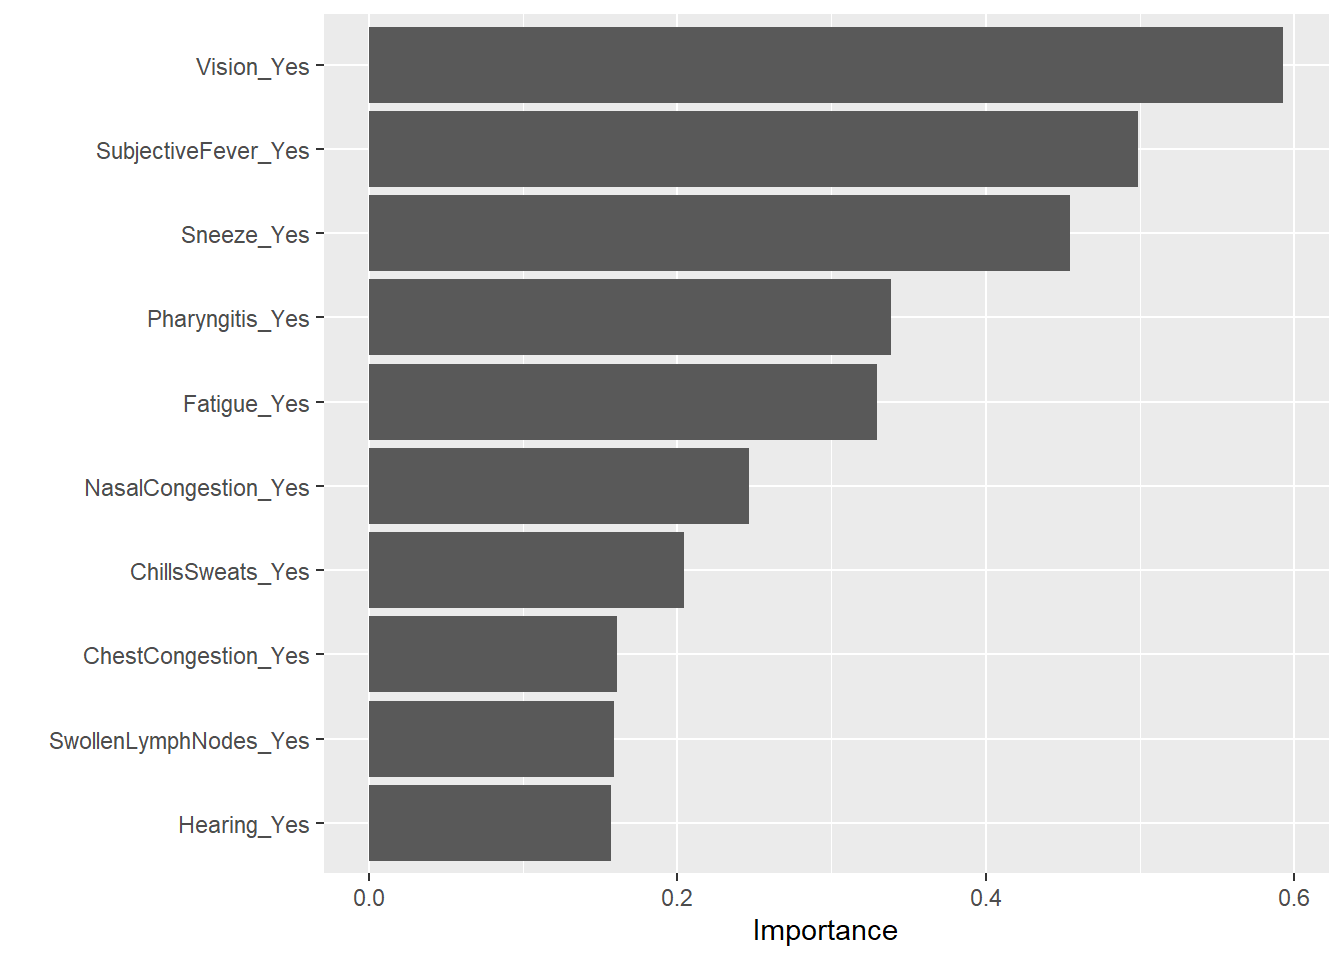 Vision_Yes
SubjectiveFever_Yes
Sneeze_Yes
Pharyngitis_Yes
Fatigue_Yes
NasalCongestion_Yes
ChillsSweats_Yes
ChestCongestion_Yes
SwollenLymphNodes_Yes
Hearing_Yes
0.0 0.2 0.4 0.6
Importance